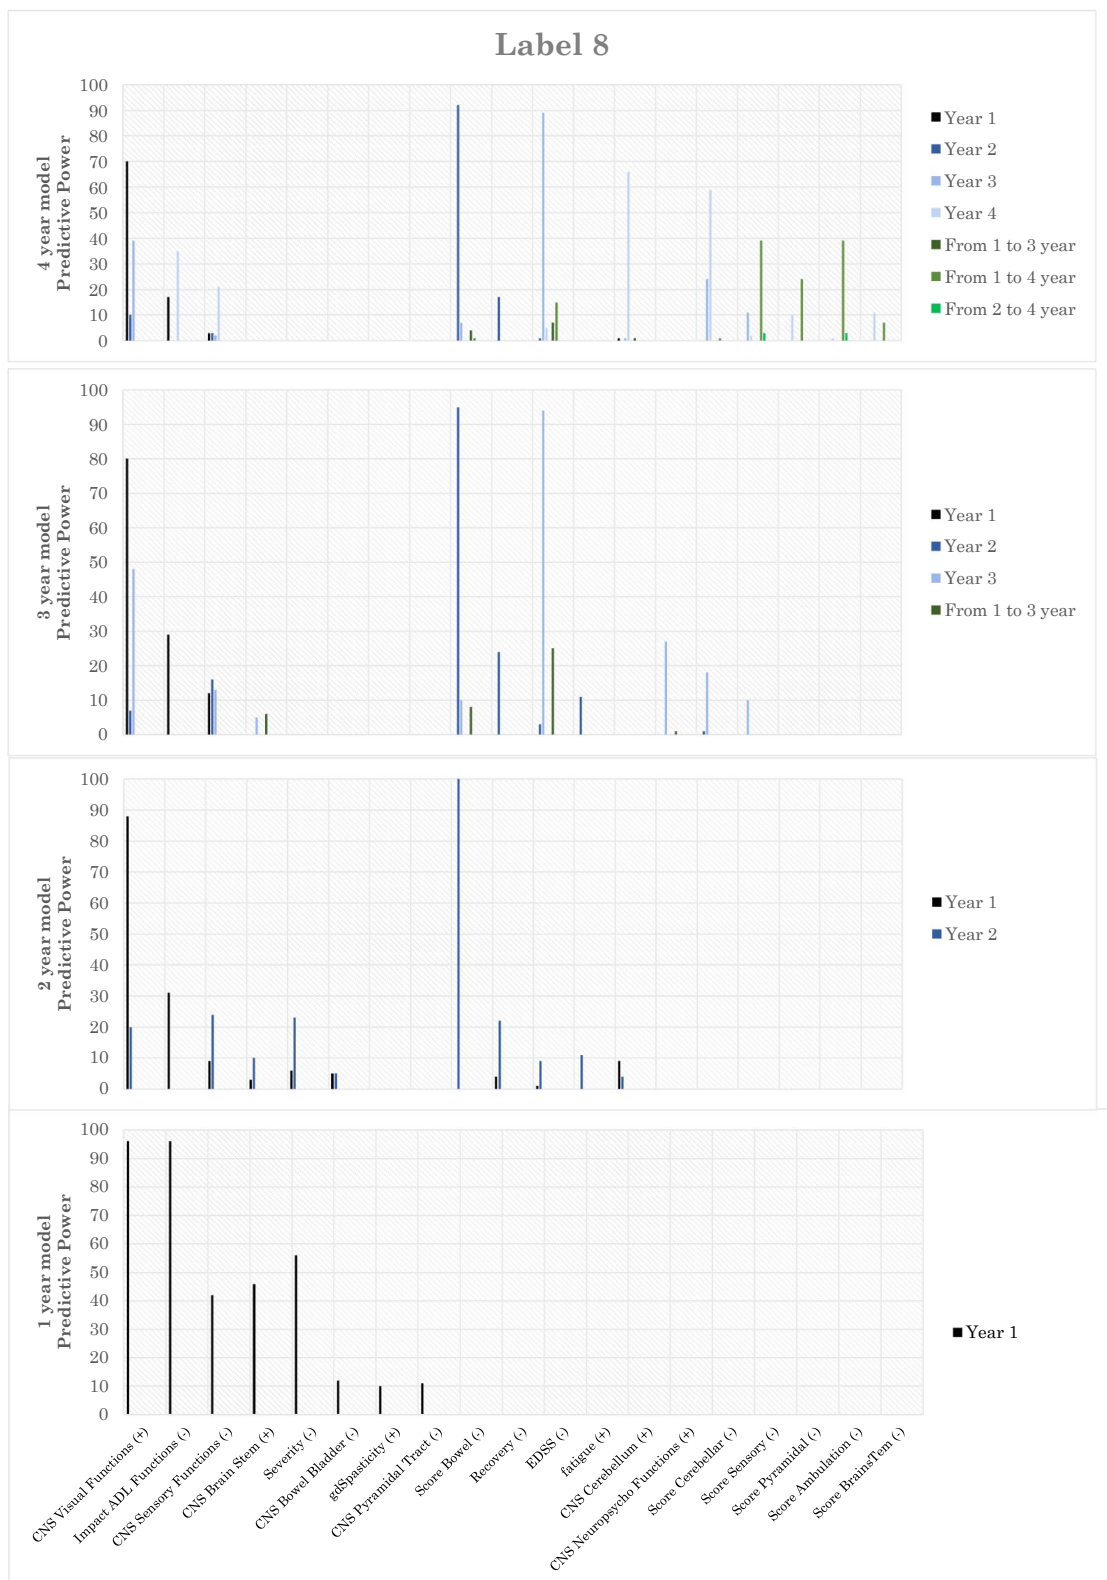 Label 8
4 year model
Predictive Power
100
90
80
70
60
50
40
30
20
10
0
Year 1
Year 2
Year 3
Year 4
From 1 to 3 year
From 1 to 4 year
From 2 to 4 year
3 year model
Predictive Power
100
90
80
70
60
50
40
30
20
10
0
Year 1
Year 2
Year 3
From 1 to 3 year
2 year model
Predictive Power
100
90
80
70
60
50
40
30
20
10
0
Year 1
Year 2
1 year model
Predictive Power
100
90
80
70
60
50
40
30
20
10
0
Year 1
CNS Visual Functions (+)
Impact ADL Functions (-)
CNS Sensory Functions (-)
CNS Brain Stem (+)
Severity (-)
CNS Bowel Bladder (-)
gdSpasticity (+)
CNS Pyramidal Tract (-)
Score Bowel (-)
Recovery (-)
EDSS (-)
fatigue (+)
CNS Cerebellum (+)
CNS Neuropsycho Functions (+)
Score Cerebellar (-)
Score Sensory (-)
Score Pyramidal (-)
Score Ambulation (-)
Score BrainsTem (-)